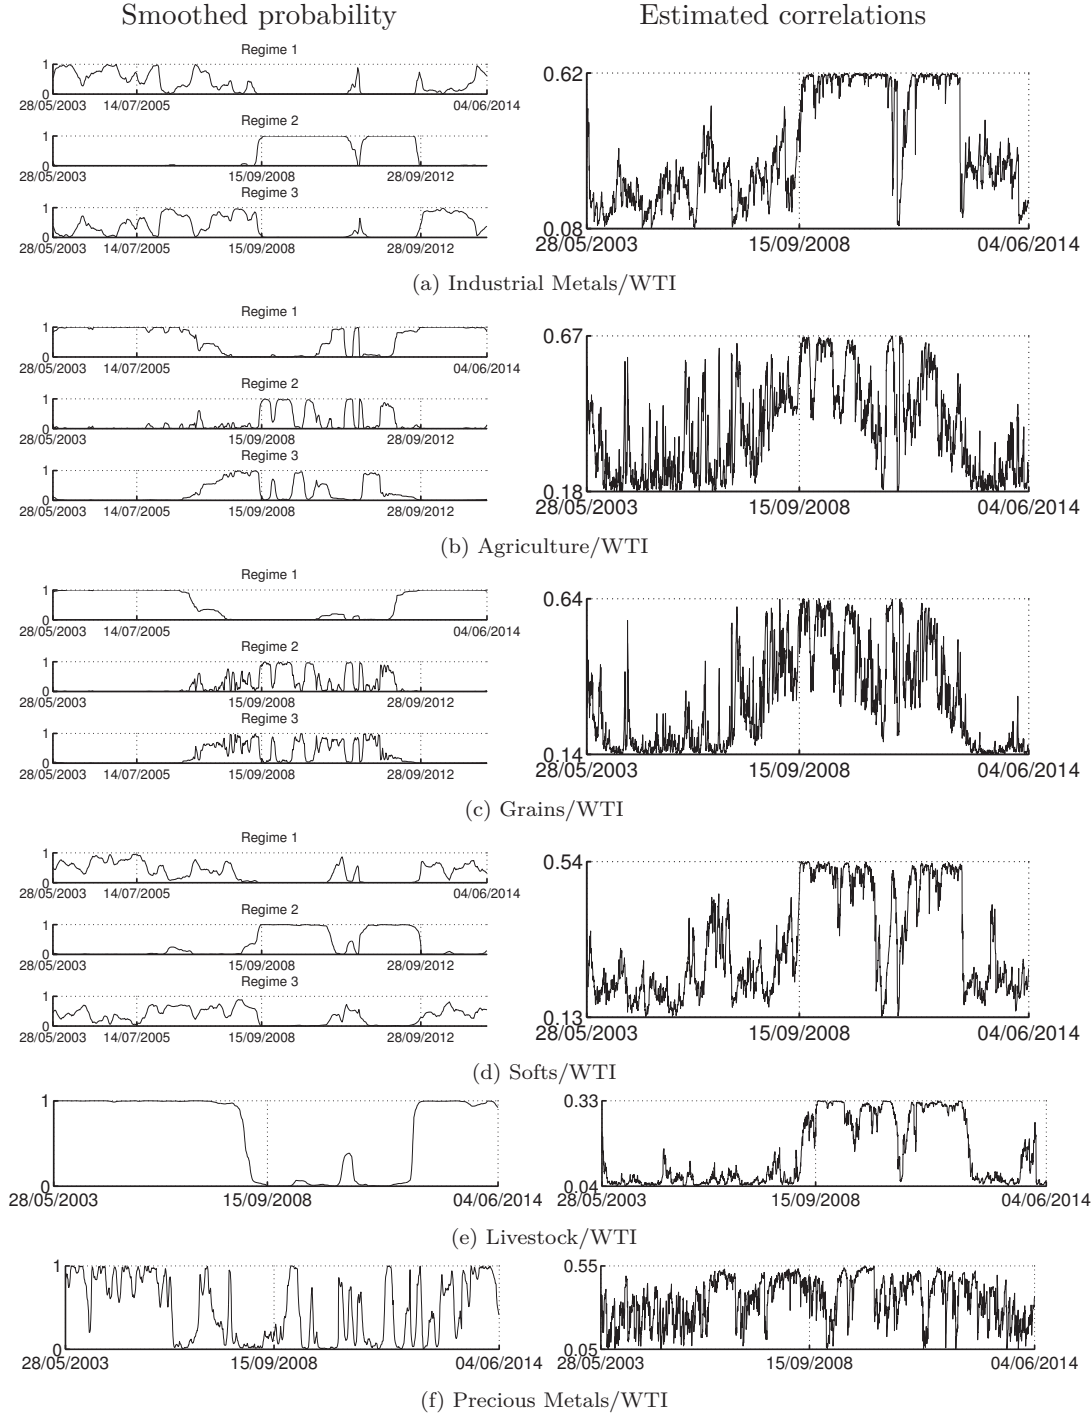 Smoothed probability
Estimated correlations
Regime 1
1
0
28/05/2003 14/07/2005 04/06/2014
Regime 2
1
0
28/05/2003 15/09/2008 28/09/2012
Regime 3
1
0
28/05/2003 14/07/2005 15/09/2008 28/09/2012
0.62
0.08
28/05/2003 15/09/2008 04/06/2014
(a) Industrial Metals/WTI
Regime 1
1
0
28/05/2003 14/07/2005 04/06/2014
Regime 2
1
0
28/05/2003 15/09/2008 28/09/2012
Regime 3
1
0
28/05/2003 14/07/2005 15/09/2008 28/09/2012
0.67
0.18
28/05/2003 15/09/2008 04/06/2014
(b) Agriculture/WTI
Regime 1
1
0
28/05/2003 14/07/2005 04/06/2014
Regime 2
1
0
28/05/2003 15/09/2008 28/09/2012
Regime 3
1
0
28/05/2003 14/07/2005 15/09/2008 28/09/2012
0.64
0.14
28/05/2003 15/09/2008 04/06/2014
(c) Grains/WTI
Regime 1
1
0
28/05/2003 14/07/2005 04/06/2014
Regime 2
1
0
28/05/2003 15/09/2008 28/09/2012
Regime 3
1
0
28/05/2003 14/07/2005 15/09/2008 28/09/2012
0.54
0.13
28/05/2003 15/09/2008 04/06/2014
(d) Softs/WTI
1
0
28/05/2003 15/09/2008 04/06/2014
0.33
0.04
28/05/2003 15/09/2008 04/06/2014
(e) Livestock/WTI
1
0
28/05/2003 15/09/2008 04/06/2014
0.55
0.05
28/05/2003 15/09/2008 04/06/2014
(f) Precious Metals/WTI